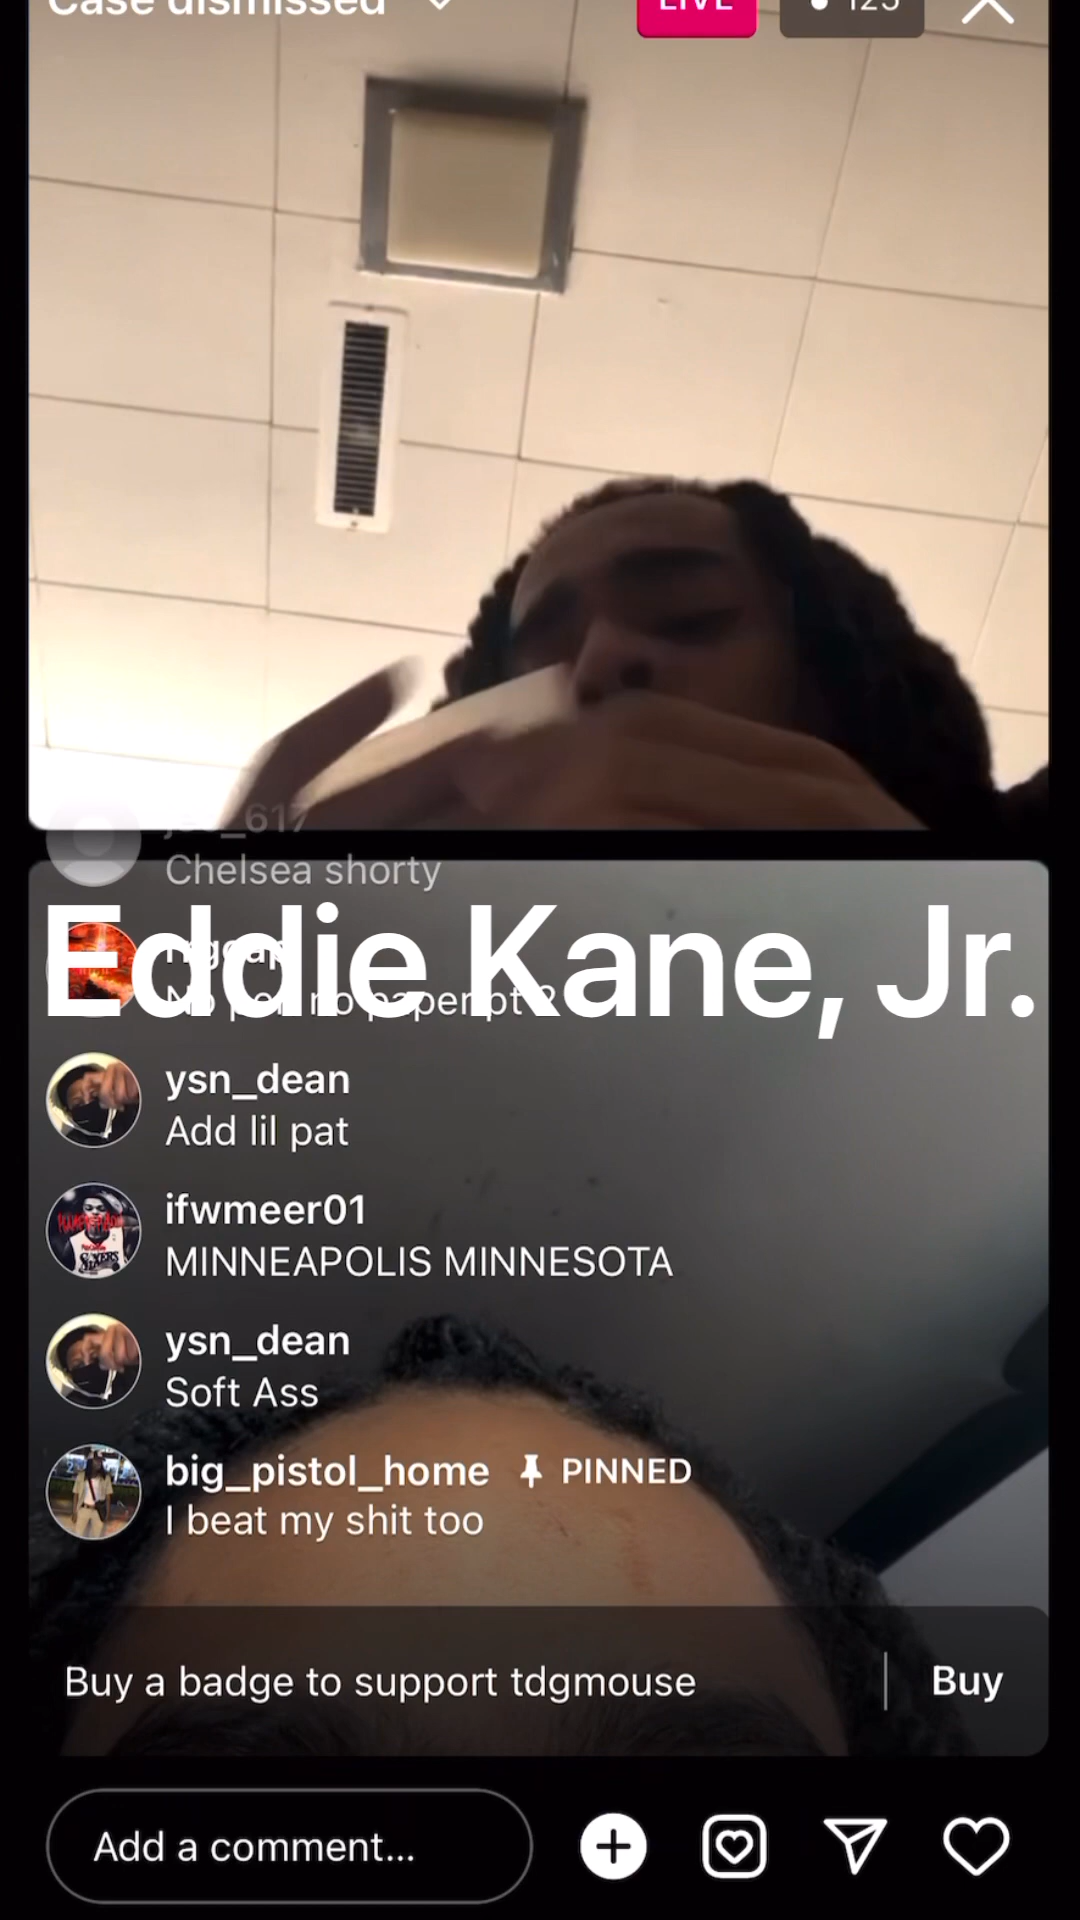 Case dismissed
LIVE
125
Chelsea shorty
Eddie Kane, Jr.
ysn_dean
Add lil pat
ifwmeer01
MINNEAPOLIS MINNESOTA
ysn_dean
Soft Ass
big_pistol_home PINNED
I beat my shit too
Buy a badge to support tdgmouse
Buy
Add a comment...